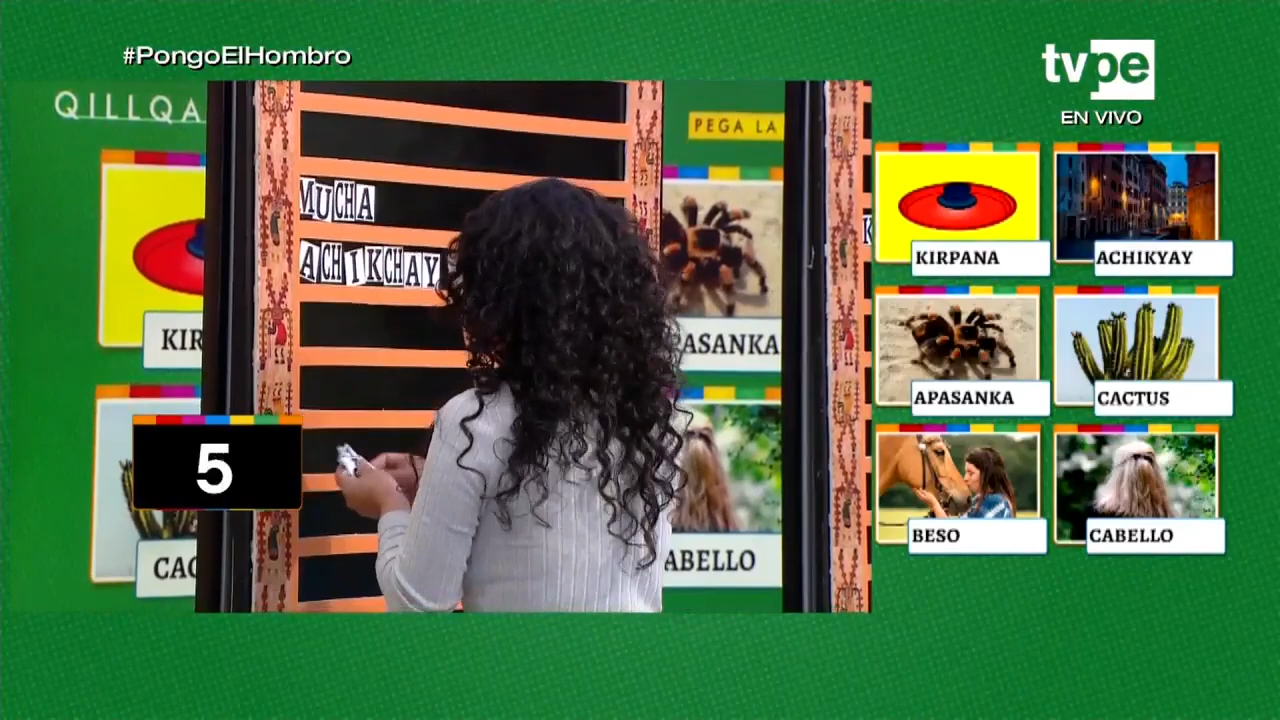 #PongoElHombro
tvpe
EN VIVO
QILLQA
PEGA LA
MUCHA
ACHIKCHAY
KIR
ASANKA
5
CAC
ABELLO
K
KIRPANA
ACHIKYAY
APASANKA
CACTUS
BESO
CABELLO